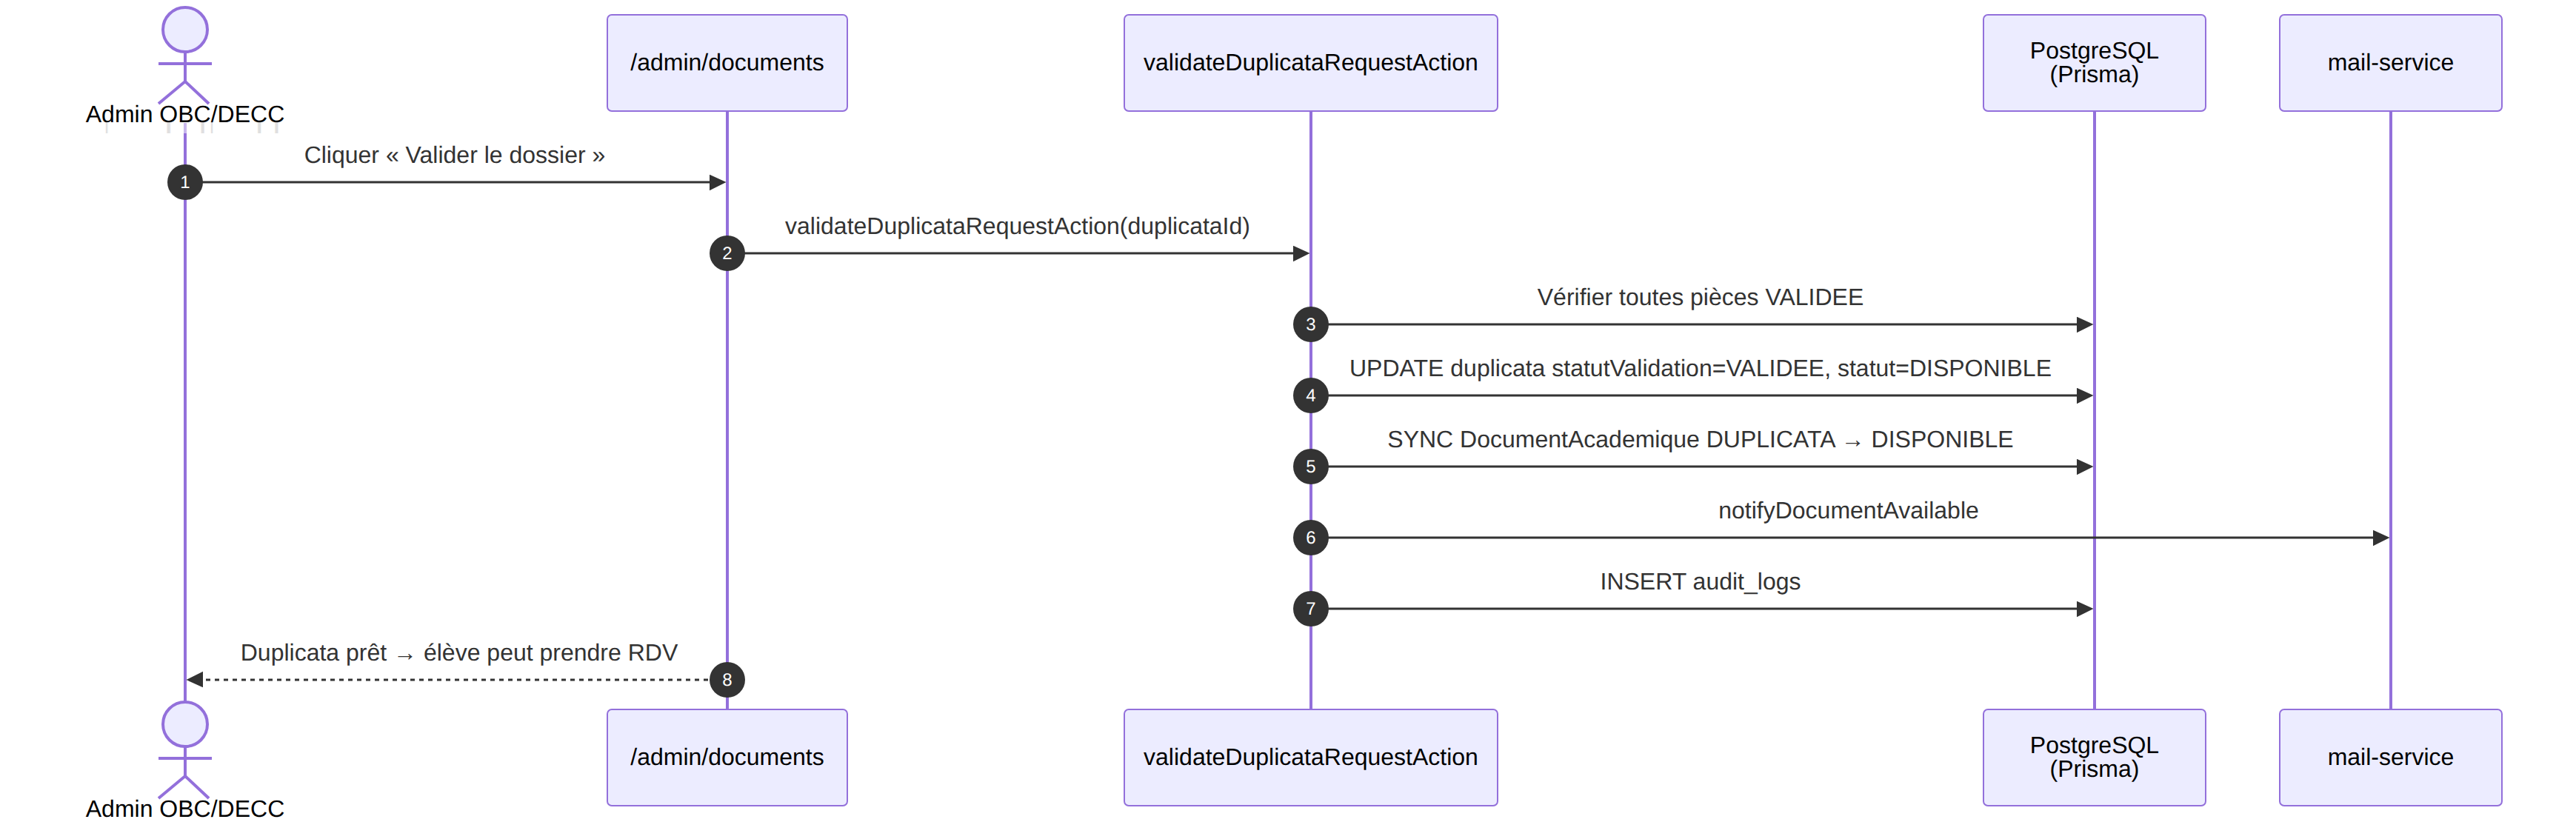 Admin OBC/DECC
/admin/documents
validateDuplicataRequestAction
PostgreSQL
(Prisma)
mail-service
Cliquer « Valider le dossier »
1
validateDuplicataRequestAction(duplicataId)
2
Vérifier toutes pièces VALIDEE
3
UPDATE duplicata statutValidation=VALIDEE, statut=DISPONIBLE
4
SYNC DocumentAcademique DUPLICATA → DISPONIBLE
5
notifyDocumentAvailable
6
INSERT audit_logs
7
Duplicata prêt → élève peut prendre RDV
8
Admin OBC/DECC
/admin/documents
validateDuplicataRequestAction
PostgreSQL
(Prisma)
mail-service